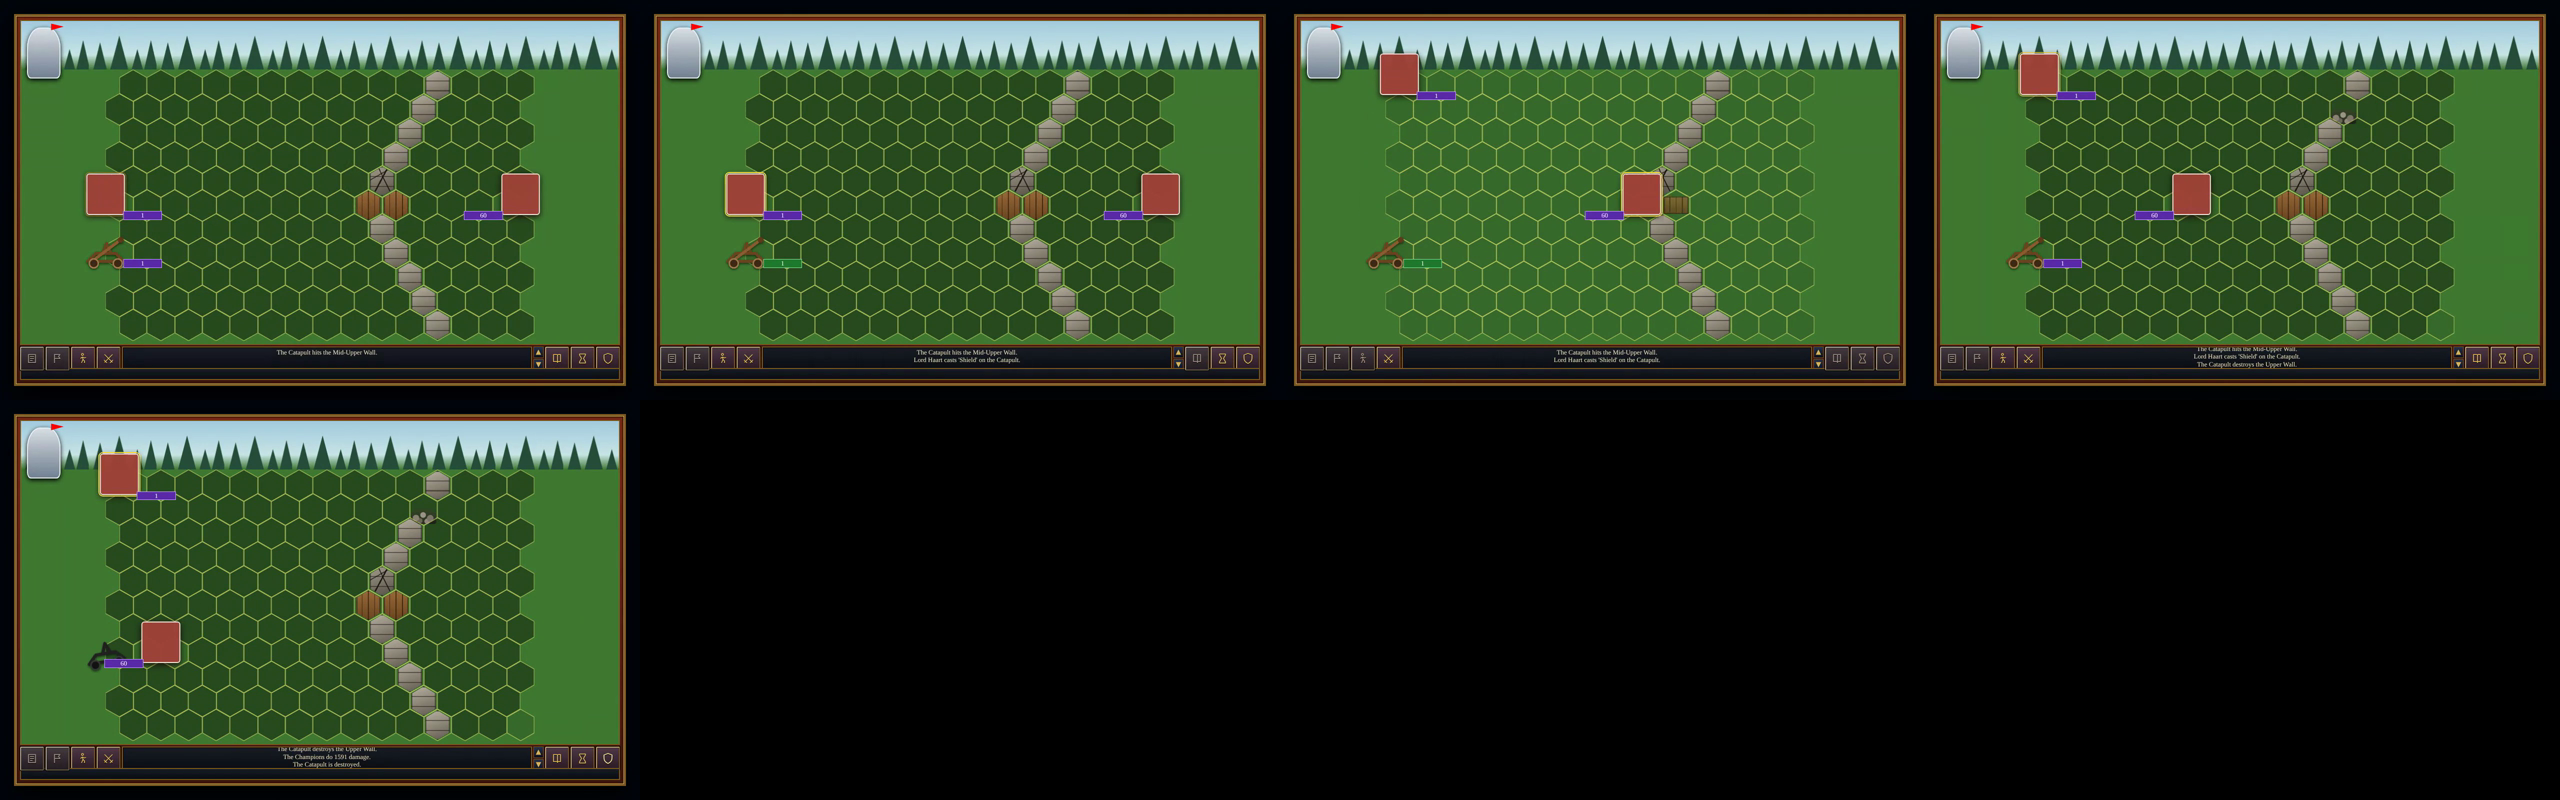 1
60
1
The Catapult hits the Mid-Upper Wall.
1
60
1
The Catapult hits the Mid-Upper Wall.
Lord Haart casts 'Shield' on the Catapult.
1
60
1
The Catapult hits the Mid-Upper Wall.
Lord Haart casts 'Shield' on the Catapult.
1
60
1
The Catapult hits the Mid-Upper Wall.
Lord Haart casts 'Shield' on the Catapult.
The Catapult destroys the Upper Wall.
1
60
The Catapult destroys the Upper Wall.
The Champions do 1591 damage.
The Catapult is destroyed.